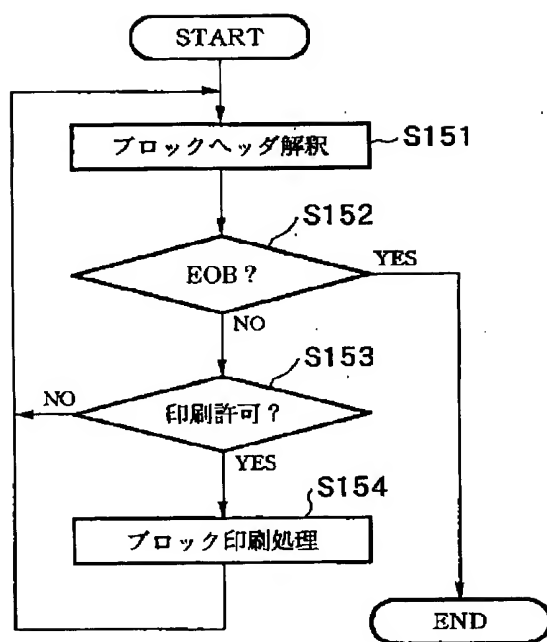 START
ブロックヘッダ解釈
S151
S152
EOB？
YES
NO
S153
NO
印刷許可？
YES
S154
ブロック印刷処理
END